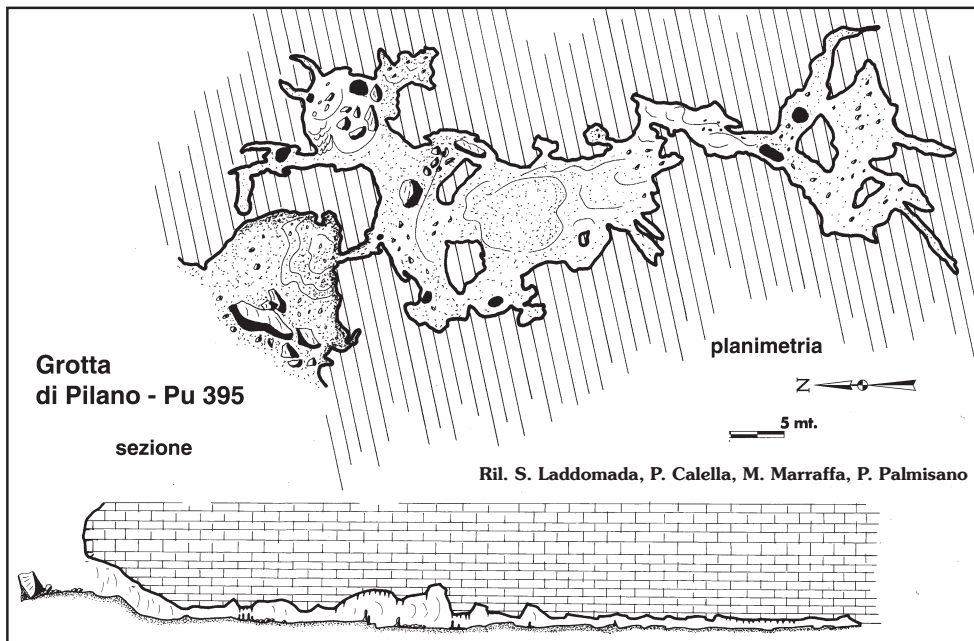 Grotta
di Pilano - Pu 395
sezione
planimetria
N
5 mt.
Ril. S. Laddomada, P. Calella, M. Marraffa, P. Palmisano